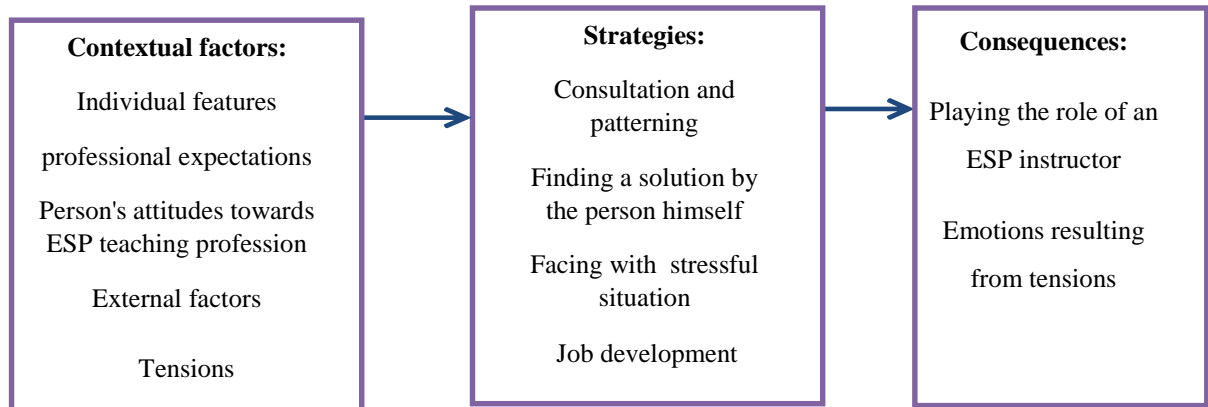 Contextual factors:
Individual features
professional expectations
Person's attitudes towards
ESP teaching profession
External factors
Tensions
Strategies:
Consultation and
patterning
Finding a solution by
the person himself
Facing with  stressful
situation
Job development
Consequences:
Playing the role of an
ESP instructor
Emotions resulting
from tensions